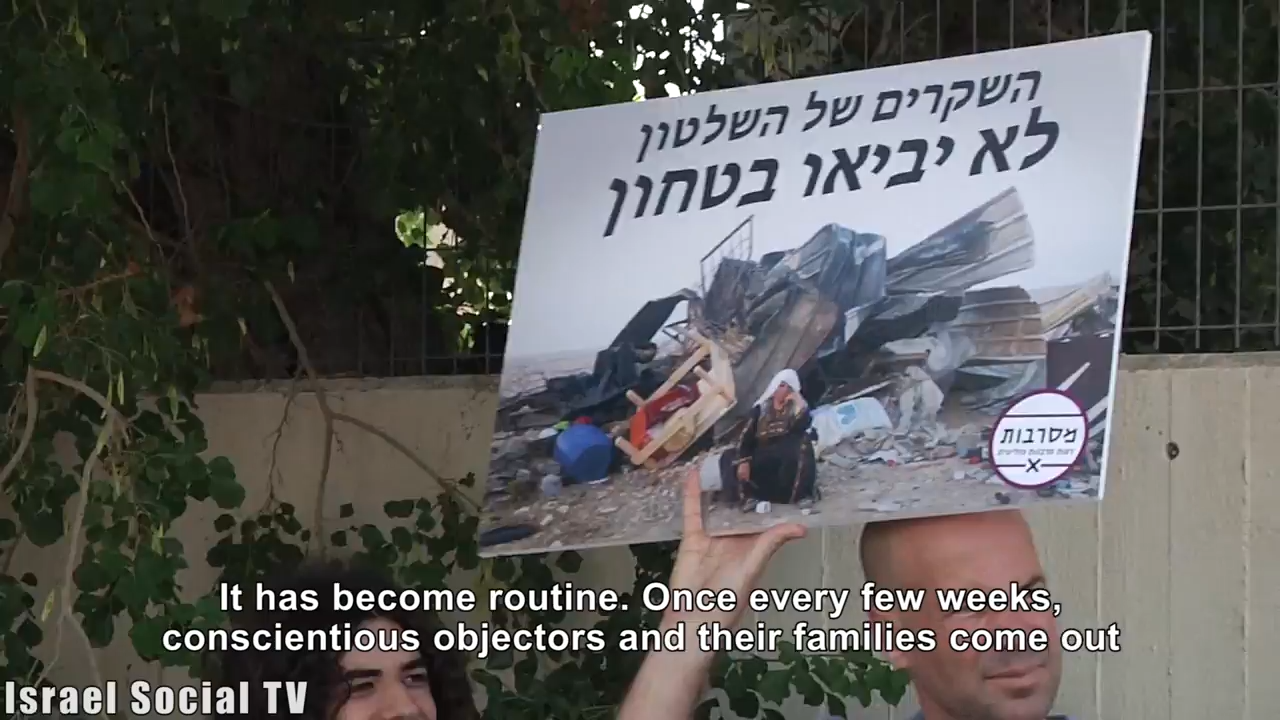 השקרים של השלטון
לא יביאו בטחון
מסרבות
It has become routine. Once every few weeks,
conscientious objectors and their families come out
Israel Social TV